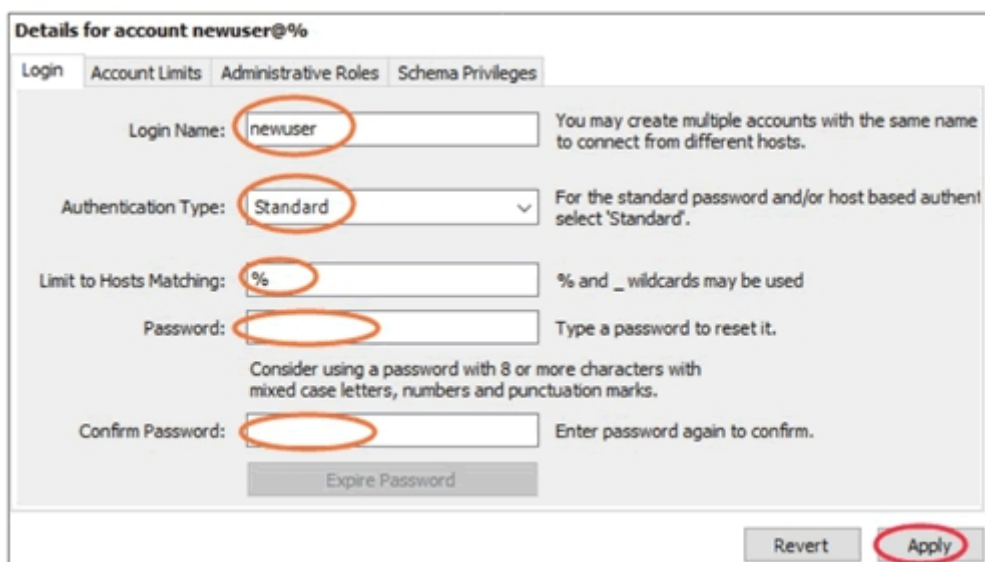 Details for account newuser@%
Login Account Limits Administrative Roles Schema Privileges
Login Name: newuser You may create multiple accounts with the same name
to connect from different hosts.
Authentication Type: Standard For the standard password and/or host based authent
select 'Standard'.
Limit to Hosts Matching: % % and _ wildcards may be used
Password: Type a password to reset it.
Consider using a password with 8 or more characters with
mixed case letters, numbers and punctuation marks.
Confirm Password: Enter password again to confirm.
Expire Password
Revert Apply